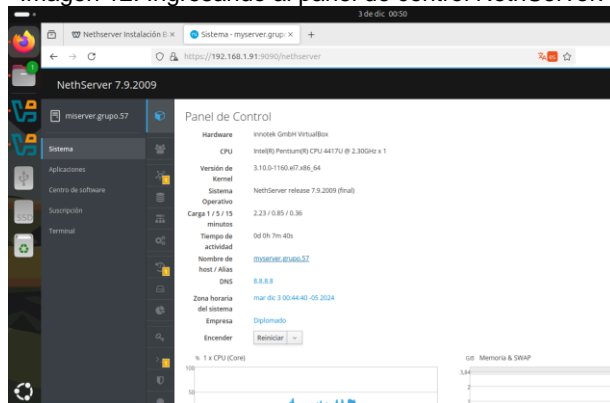 Imagen 12. Ingresando al panel de control NethServer.
3 de dic 00:50
Nethserver Instalación B ×
Sistema - myserver.grup ×
https://192.168.1.91:9090/nethserver
NethServer 7.9.2009
miserver.grupo.57
Sistema
Aplicaciones
Centro de software
Suscripción
Terminal
Panel de Control
Hardware innotek GmbH VirtualBox
CPU Intel(R) Pentium(R) CPU 4417U @ 2.30GHz x 1
Versión de Kernel 3.10.0-1160.el7.x86_64
Sistema Operativo NethServer release 7.9.2009 (final)
Carga 1 / 5 / 15 minutos 2.23 / 0.85 / 0.36
Tiempo de actividad 0d 0h 7m 40s
Nombre de host / Alias myserver.grupo.57
DNS 8.8.8.8
Zona horaria del sistema mar dic 3 00:44:40 -05 2024
Empresa Diplomado
Encender Reiniciar
% 1 x CPU (Core)
100
50
GB Memoria & SWAP
3,84
2